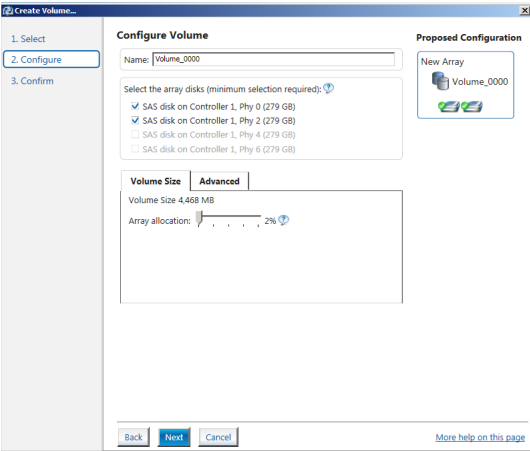 Create Volume...
1. Select
2. Configure
3. Confirm
Configure Volume
Name: Volume_0000
Select the array disks (minimum selection required):
SAS disk on Controller 1, Phy 0 (279 GB)
SAS disk on Controller 1, Phy 2 (279 GB)
SAS disk on Controller 1, Phy 4 (279 GB)
SAS disk on Controller 1, Phy 6 (279 GB)
Volume Size Advanced
Volume Size 4,468 MB
Array allocation: 2%
Back Next Cancel
Proposed Configuration
New Array
Volume_0000
More help on this page